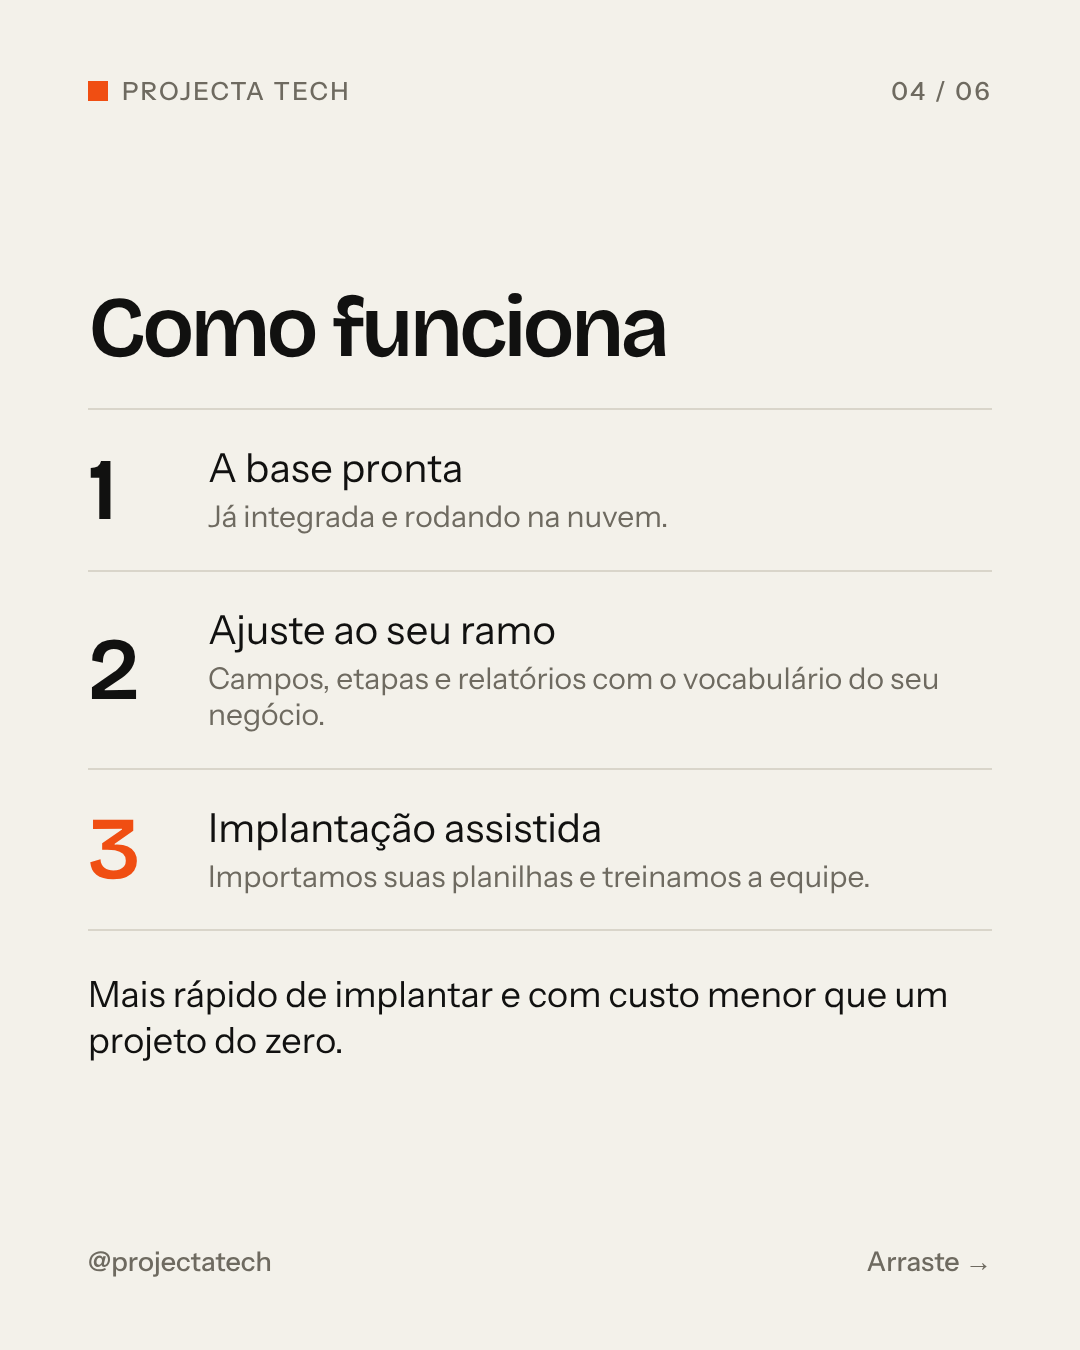 PROJECTA TECH
04 / 06
Como funciona
1
A base pronta
Já integrada e rodando na nuvem.
2
Ajuste ao seu ramo
Campos, etapas e relatórios com o vocabulário do seu
negócio.
3
Implantação assistida
Importamos suas planilhas e treinamos a equipe.
Mais rápido de implantar e com custo menor que um
projeto do zero.
@projectatech
Arraste →